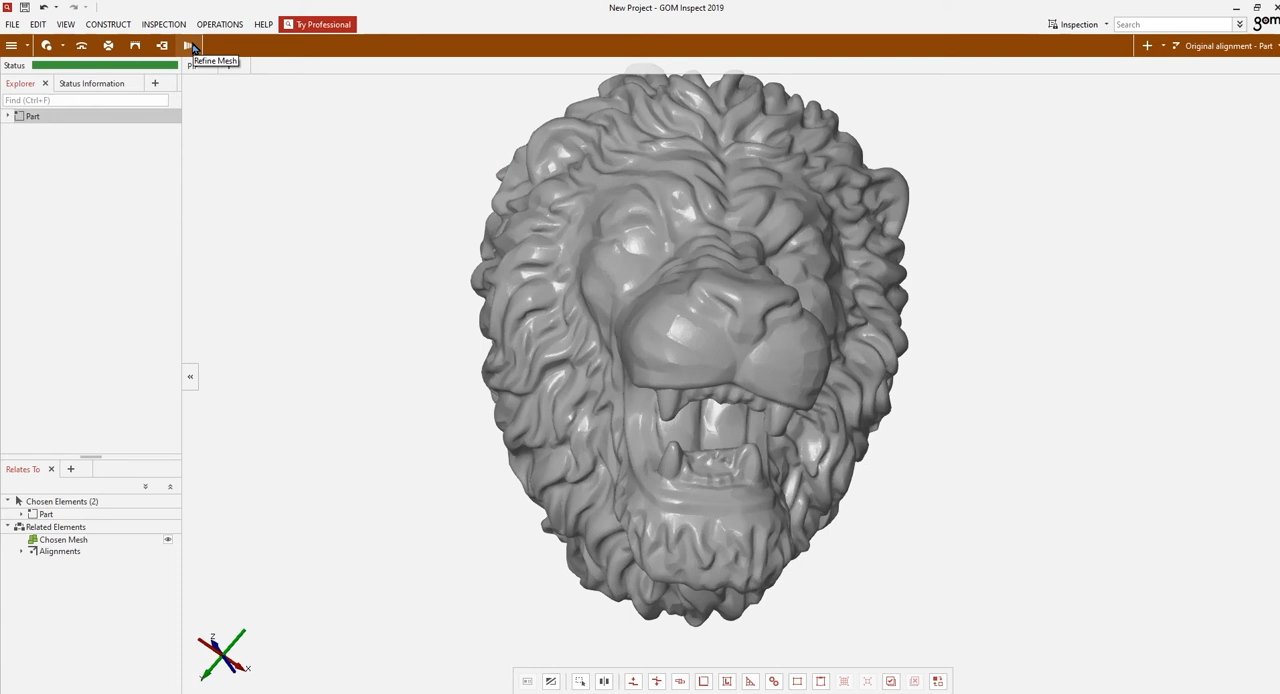 New Project - GOM Inspect 2019
FILE EDIT VIEW CONSTRUCT INSPECTION OPERATIONS HELP Try Professional Inspection Search gom
Refine Mesh
Original alignment - Part
Status
Explorer Status Information
Find (Ctrl+F)
Part
Relates To
Chosen Elements (2)
Part
Related Elements
Chosen Mesh
Alignments
Z
X
Y